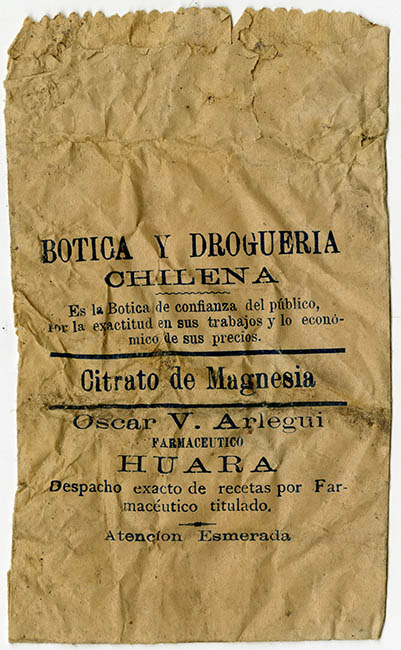 BOTICA Y DROGUERIA
CHILENA
Es la Botica de confianza del público,
por la exactitud en sus trabajos y lo econó-
mico de sus precios.
Citrato de Magnesia
Oscar V. Arlegui
FARMACEUTICO
HUARA
Despacho exacto de recetas por Far-
macéutico titulado.
Atencion Esmerada